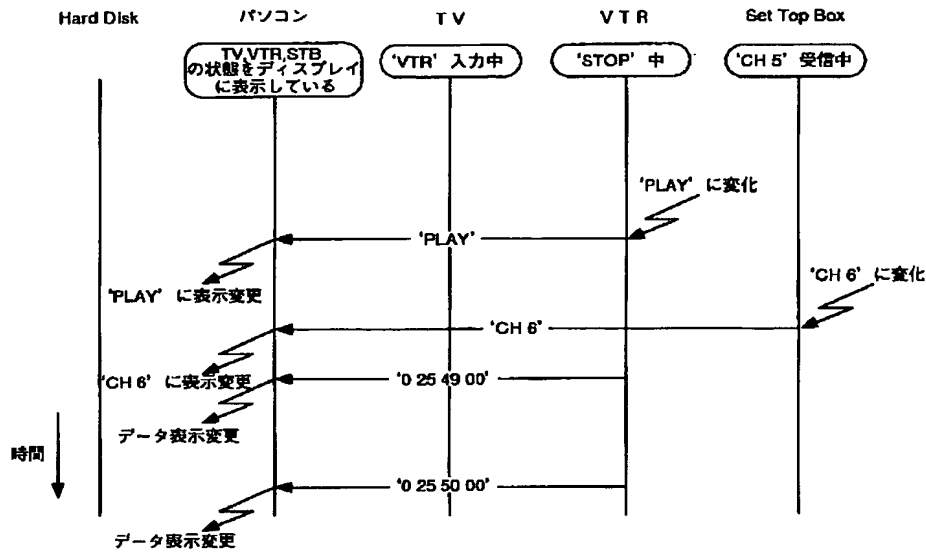 Hard Disk
パソコン
T V
V T R
Set Top Box
TV,VTR,STB
の状態をディスプレイ
に表示している
‘VTR’ 入力中
‘STOP’ 中
‘CH 5’ 受信中
‘PLAY’ に変化
‘PLAY’
‘CH 6’ に変化
‘PLAY’ に表示変更
‘CH 6’
‘CH 6’ に表示変更
‘0 25 49 00’
データ表示変更
時間
‘0 25 50 00’
データ表示変更